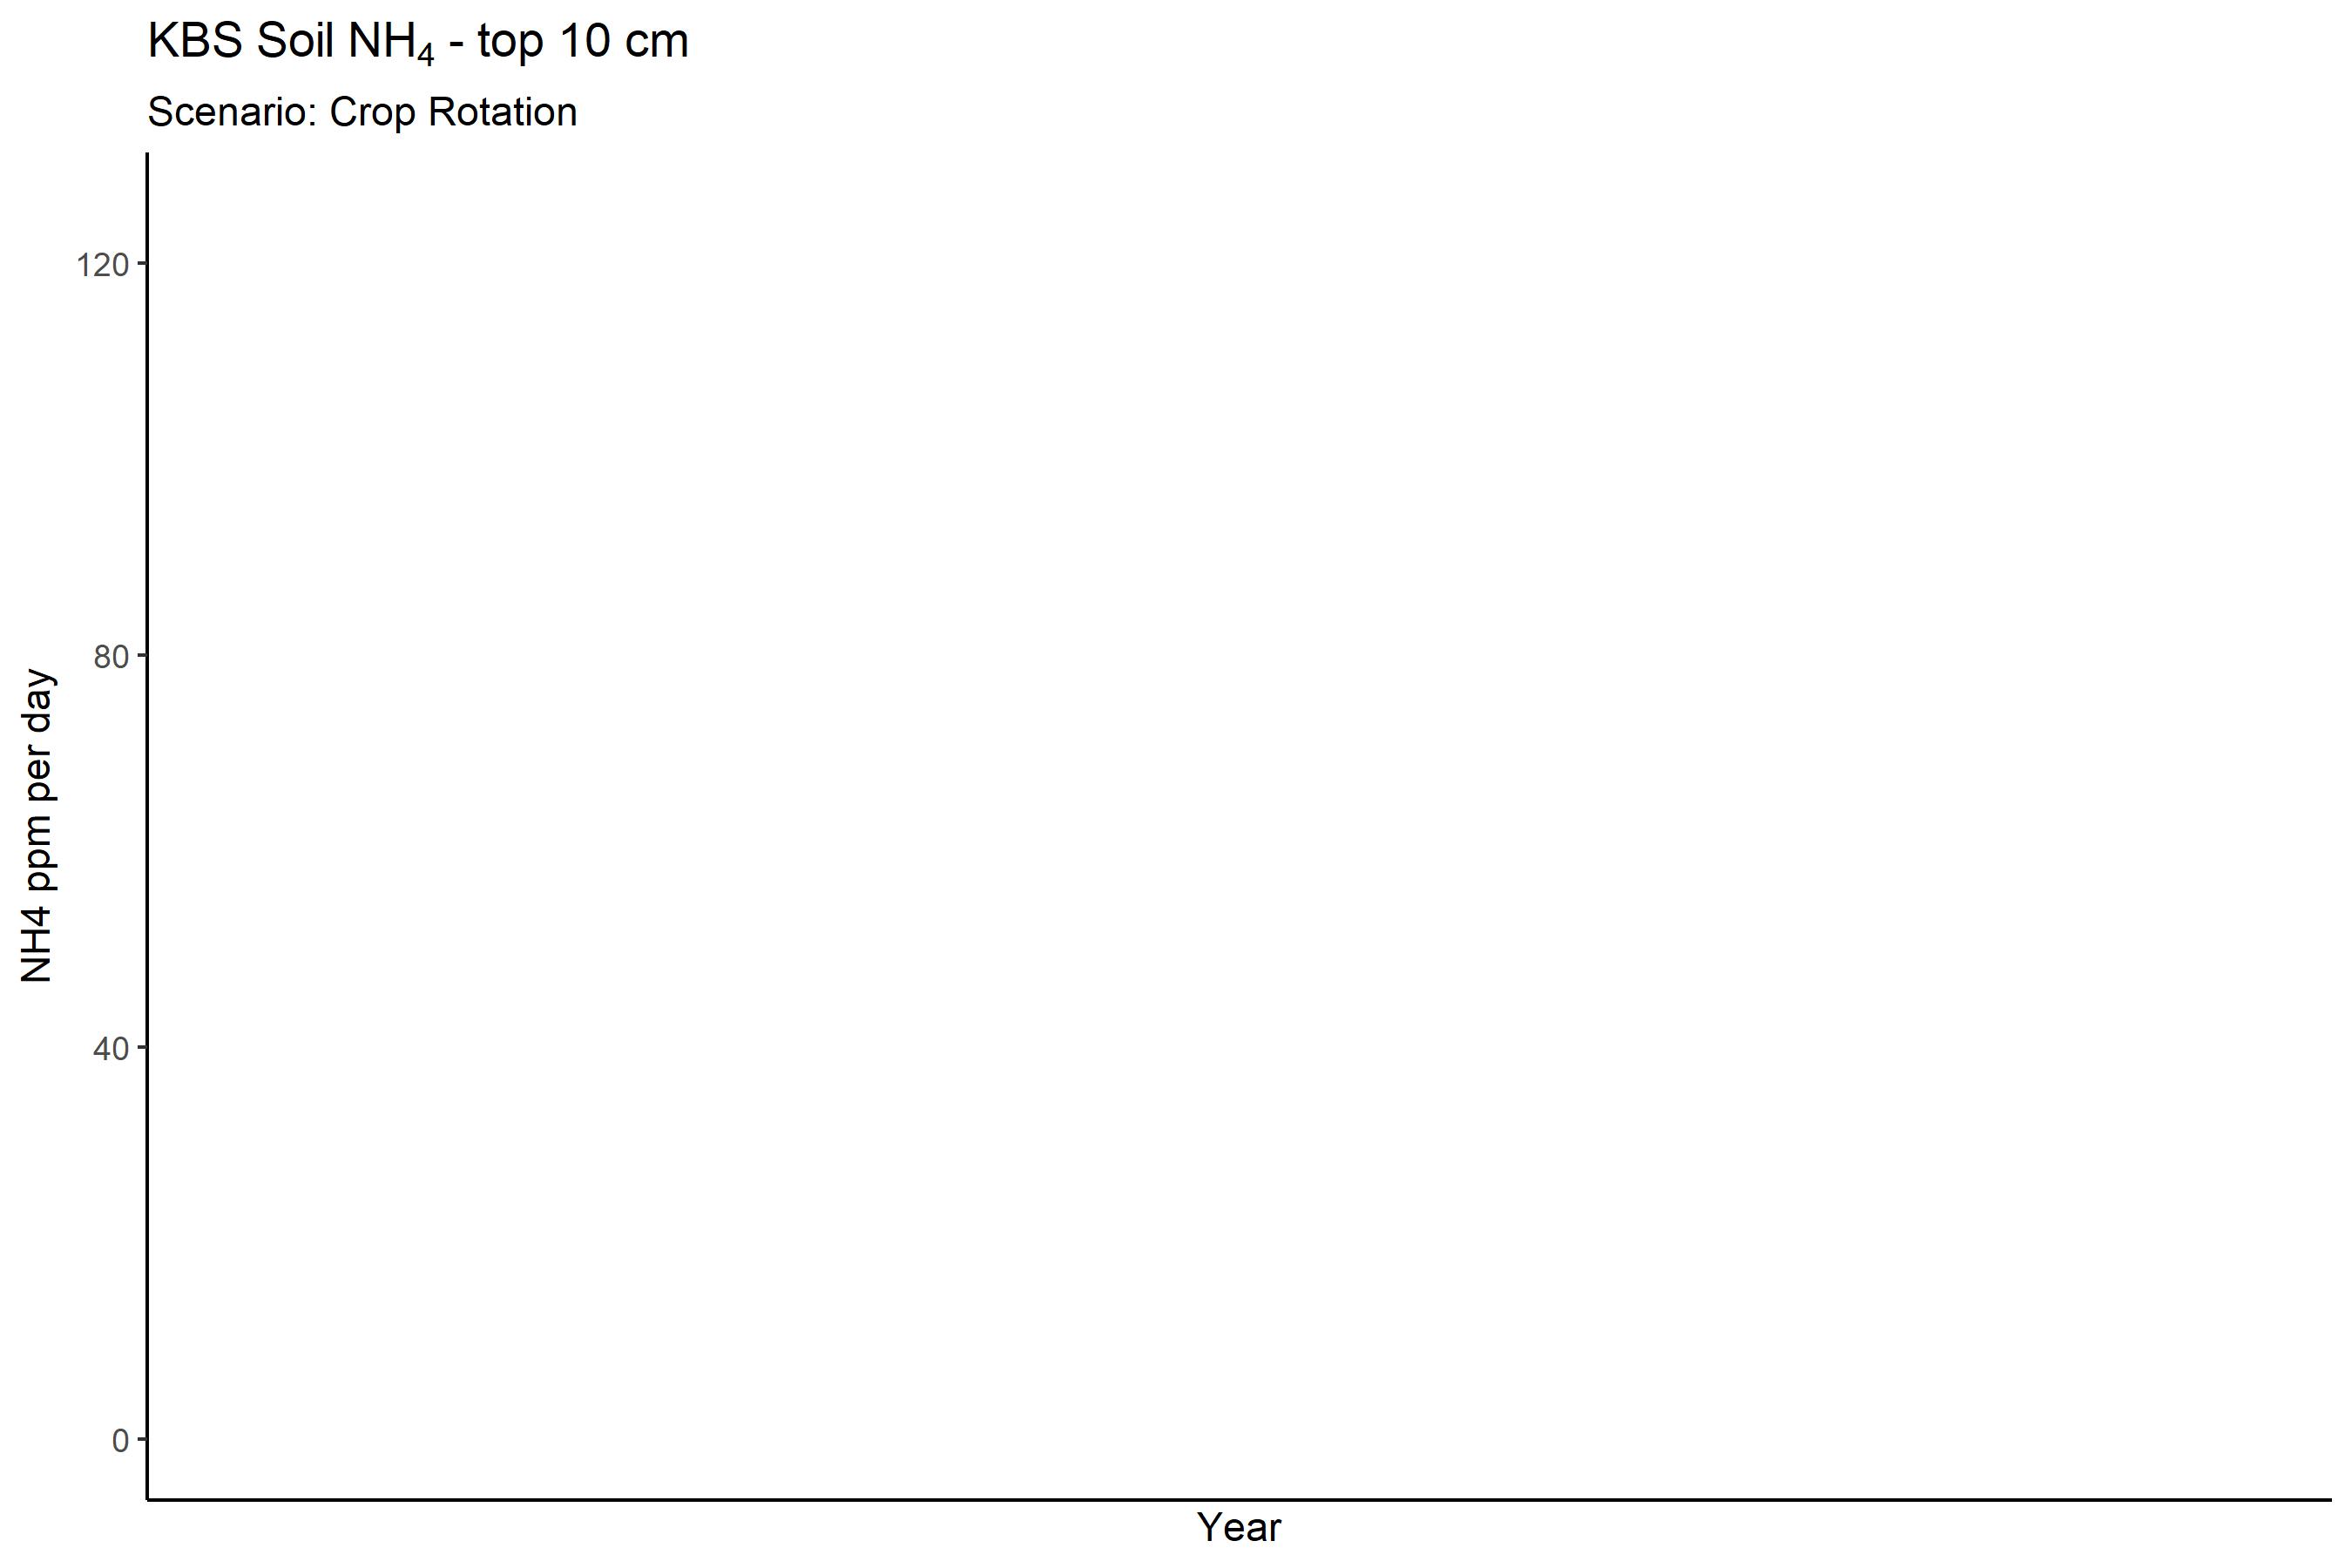 KBS Soil NH₄ - top 10 cm
Scenario: Crop Rotation
120
80
40
0
NH4 ppm per day
Year